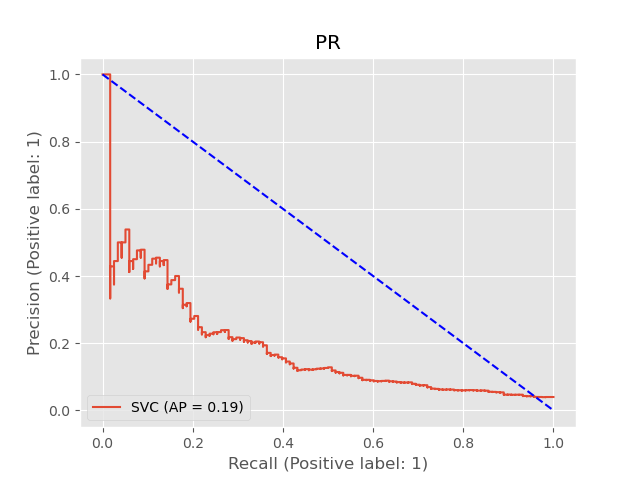 PR
1.0
0.8
0.6
0.4
0.2
0.0
Precision (Positive label: 1)
SVC (AP = 0.19)
0.0 0.2 0.4 0.6 0.8 1.0
Recall (Positive label: 1)